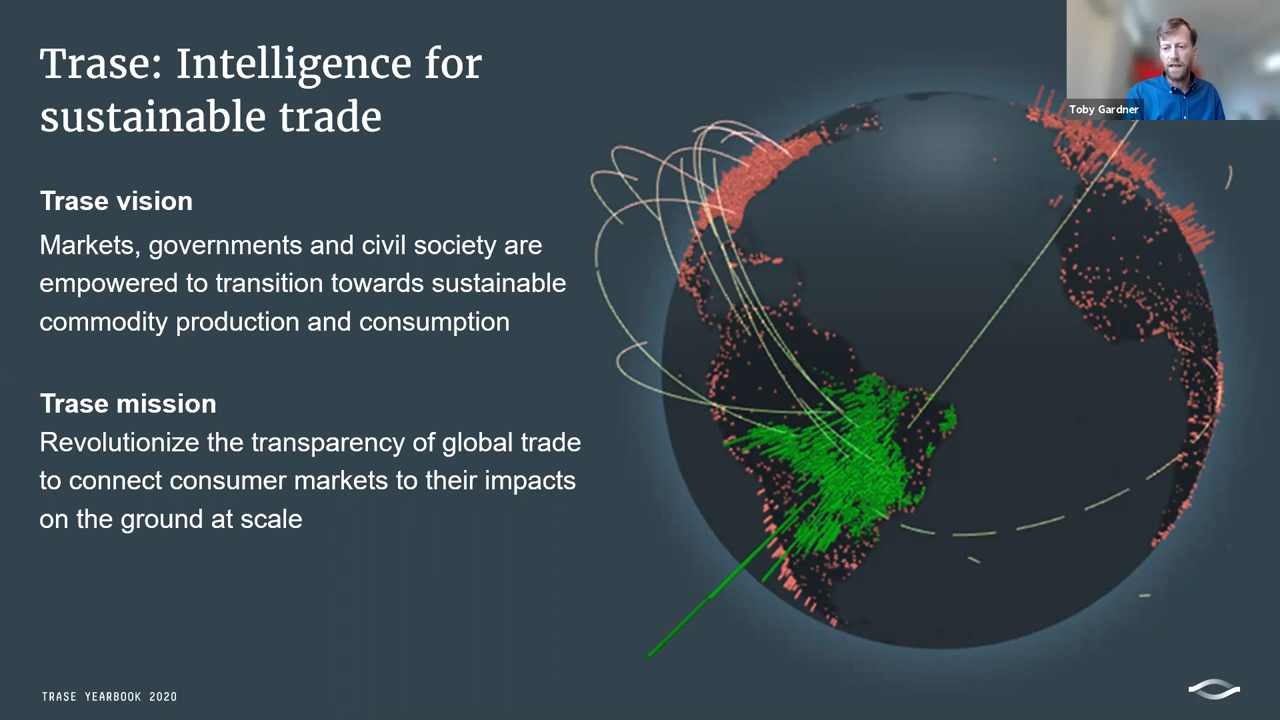 Trase: Intelligence for
sustainable trade
Toby Gardner
Trase vision
Markets, governments and civil society are
empowered to transition towards sustainable
commodity production and consumption
Trase mission
Revolutionize the transparency of global trade
to connect consumer markets to their impacts
on the ground at scale
TRASE YEARBOOK 2020